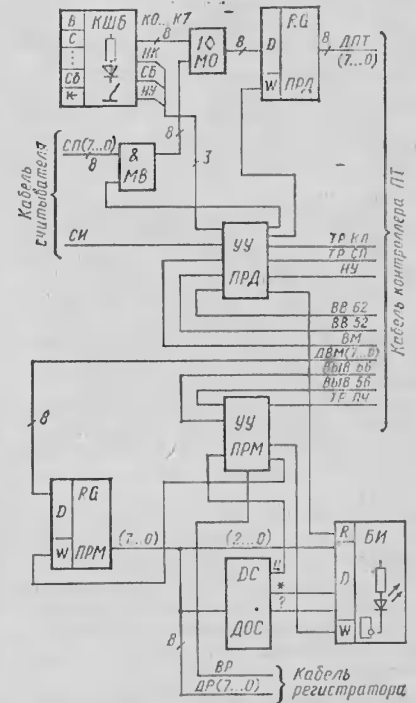 В
С
Сб
К
КШБ
К0...К7
8
НК
СБ
НУ
10
МО
8
D
W
RG
ПРД
8
ДПТ
(7...0)
8
3
СП(7...0)
8
&
МВ
Кабель
считывателя
СИ
УУ
ПРД
ТР КП
ТР СП
НУ
ВВ 62
ВВ 52
ВМ
ДВМ(7...0)
ВЫВ 66
ВЫВ 56
ТР ПЧ
Кабель контроллера ПТ
8
УУ
ПРМ
D
W
RG
ПРМ
(7...0)
(2...0)
DC
ДОС
Ц
*
?
R
D
W
БИ
8
ВР
ДР(7...0)
Кабель
регистратора